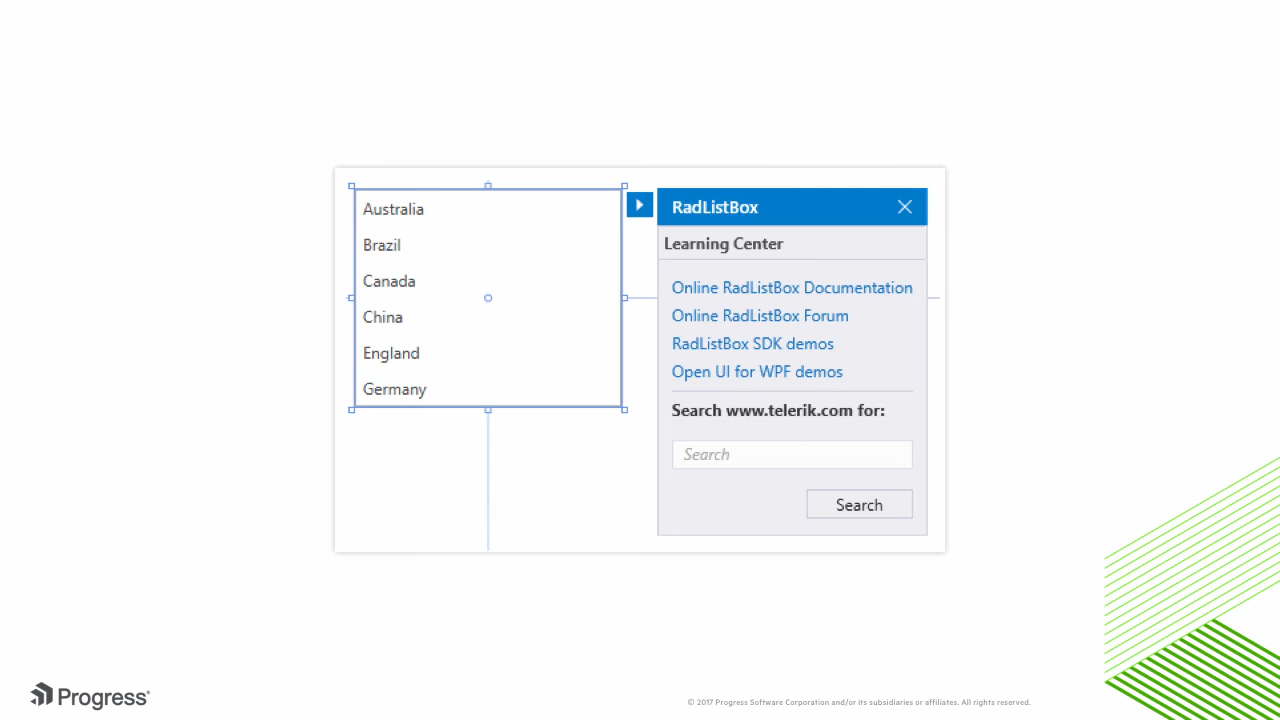 Australia
Brazil
Canada
China
England
Germany
RadListBox
Learning Center
Online RadListBox Documentation
Online RadListBox Forum
RadListBox SDK demos
Open UI for WPF demos
Search www.telerik.com for:
Search
Search
Progress
© 2017 Progress Software Corporation and/or its subsidiaries or affiliates. All rights reserved.